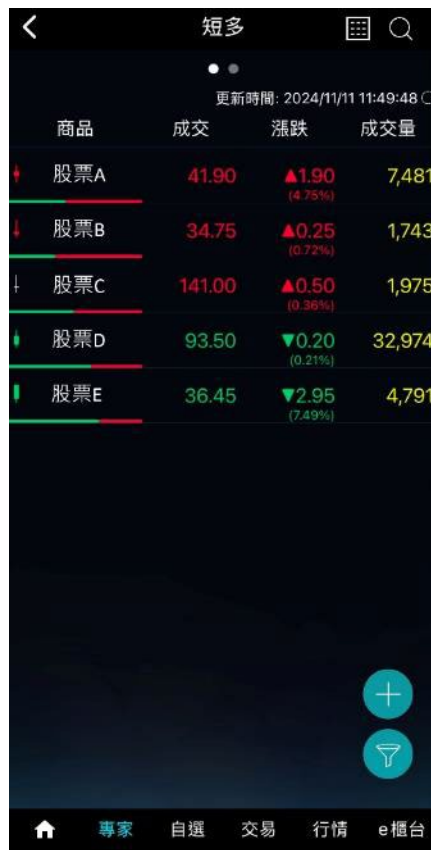 短多
更新時間: 2024/11/11 11:49:48
商品 成交 漲跌 成交量
股票A 41.90 ▲1.90 7,481
(4.75%)
股票B 34.75 ▲0.25 1,743
(0.72%)
股票C 141.00 ▲0.50 1,975
(0.36%)
股票D 93.50 ▼0.20 32,974
(0.21%)
股票E 36.45 ▼2.95 4,791
(7.49%)
專家 自選 交易 行情 e櫃台